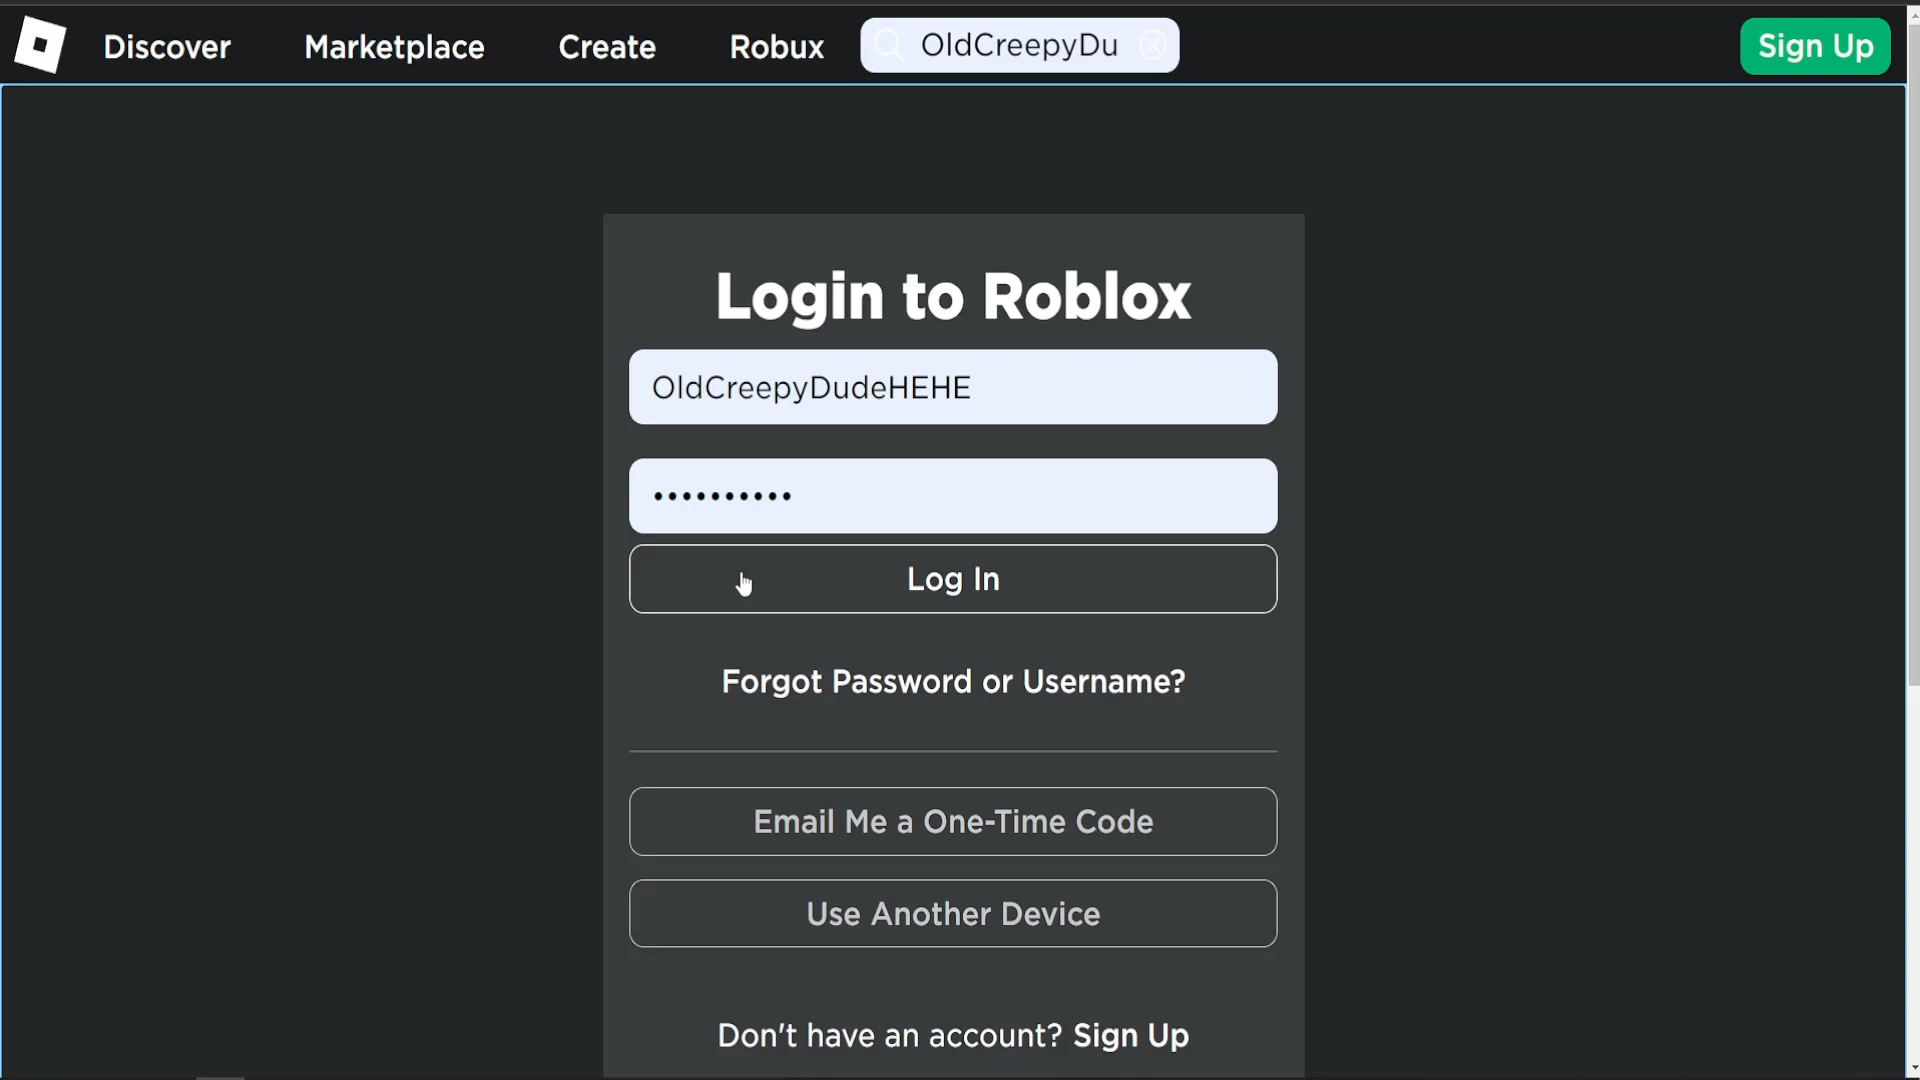 Discover Marketplace Create Robux OldCreepyDu Sign Up
Login to Roblox
OldCreepyDudeHEHE
••••••••••
Log In
Forgot Password or Username?
Email Me a One-Time Code
Use Another Device
Don't have an account? Sign Up